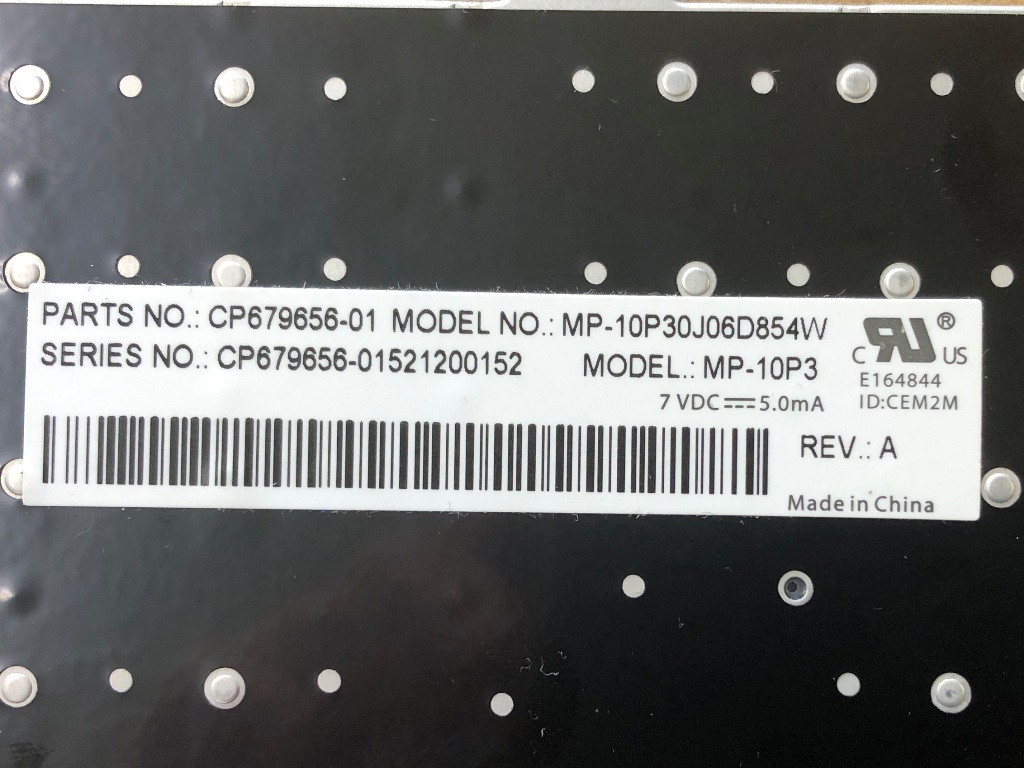 PARTS NO.: CP679656-01 MODEL NO.: MP-10P30J06D854W
SERIES NO.: CP679656-01521200152 MODEL.: MP-10P3
7 VDC⎓5.0mA
C RU® US
E164844
ID:CEM2M
REV.: A
Made in China